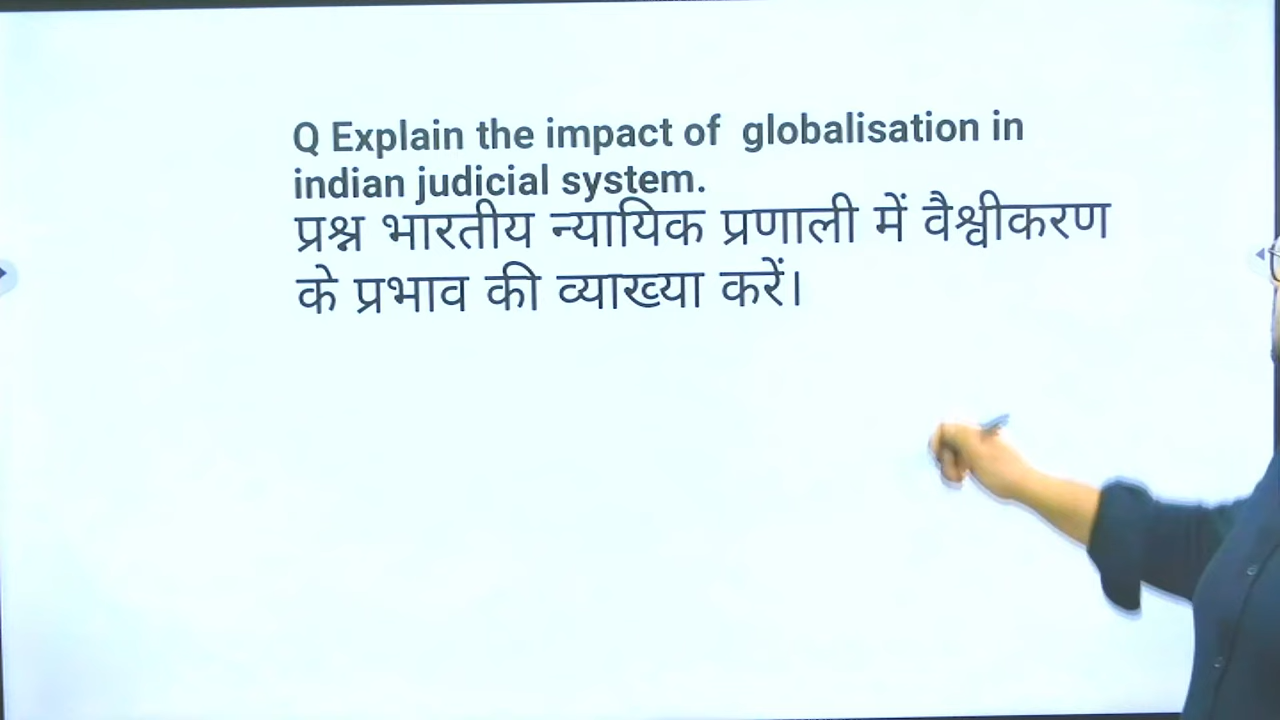 Q Explain the impact of globalisation in
indian judicial system.
प्रश्न भारतीय न्यायिक प्रणाली में वैश्वीकरण
के प्रभाव की व्याख्या करें।